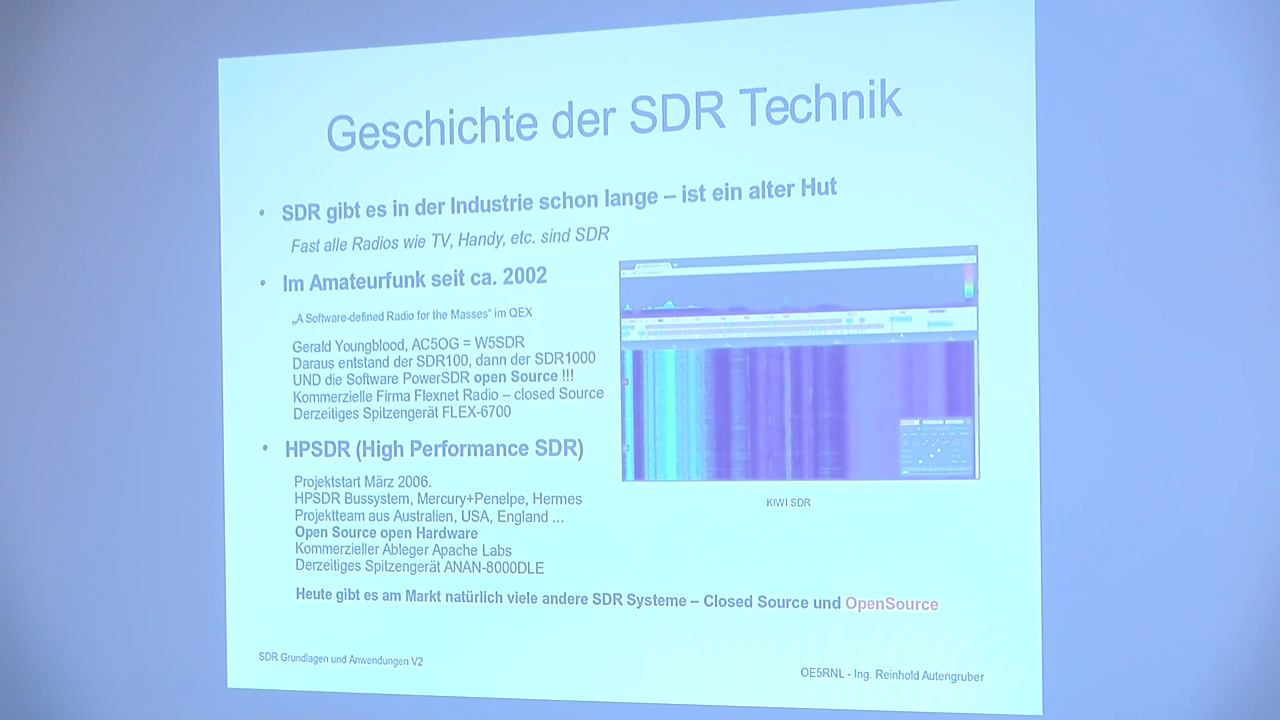 Geschichte der SDR Technik
• SDR gibt es in der Industrie schon lange – ist ein alter Hut
Fast alle Radios wie TV, Handy, etc. sind SDR
• Im Amateurfunk seit ca. 2002
„A Software-defined Radio for the Masses" im QEX
Gerald Youngblood, AC5OG = W5SDR
Daraus entstand der SDR100, dann der SDR1000
UND die Software PowerSDR open Source !!!
Kommerzielle Firma Flexnet Radio – closed Source
Derzeitiges Spitzengerät FLEX-6700
• HPSDR (High Performance SDR)
Projektstart März 2006.
HPSDR Bussystem, Mercury+Penelpe, Hermes
Projektteam aus Australien, USA, England ...
Open Source open Hardware
Kommerzieller Ableger Apache Labs
Derzeitiges Spitzengerät ANAN-8000DLE
KIWI SDR
Heute gibt es am Markt natürlich viele andere SDR Systeme – Closed Source und OpenSource
SDR Grundlagen und Anwendungen V2
OE5RNL - Ing. Reinhold Autengruber